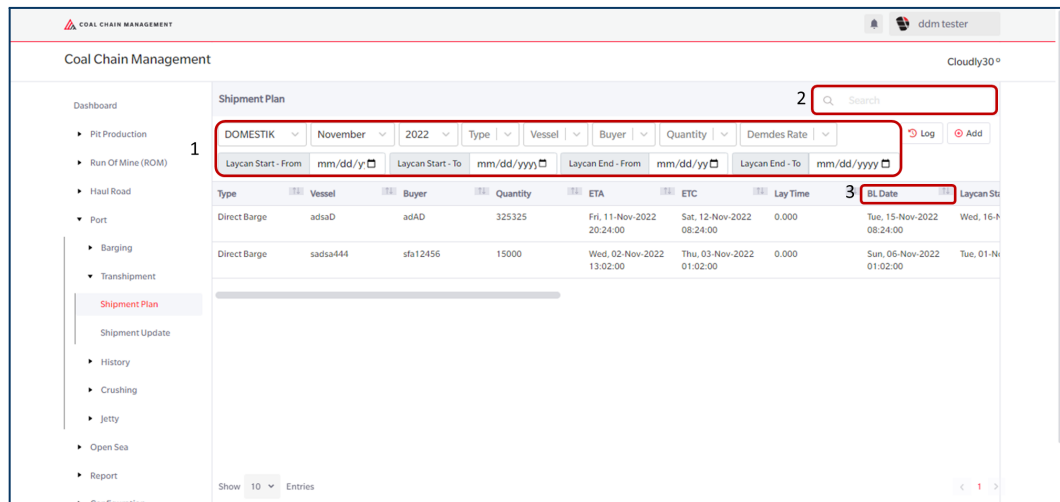 COAL CHAIN MANAGEMENT
ddm tester
Coal Chain Management
Cloudly30 º
Dashboard
Pit Production
Run Of Mine (ROM)
Haul Road
Port
Barging
Transhipment
Shipment Plan
Shipment Update
History
Crushing
Jetty
Open Sea
Report
Shipment Plan
2 Search
1 DOMESTIK November 2022 Type Vessel Buyer Quantity Demdes Rate Log Add
Laycan Start - From mm/dd/y Laycan Start - To mm/dd/yyyy Laycan End - From mm/dd/yy Laycan End - To mm/dd/yyyy
Type Vessel Buyer Quantity ETA ETC Lay Time 3 BL Date Laycan Sta
Direct Barge adsaD adAD 325325 Fri, 11-Nov-2022 Sat, 12-Nov-2022 0.000 Tue, 15-Nov-2022 Wed, 16-N
20:24:00 08:24:00 08:24:00
Direct Barge sadsa444 sfa12456 15000 Wed, 02-Nov-2022 Thu, 03-Nov-2022 0.000 Sun, 06-Nov-2022 Tue, 01-No
13:02:00 01:02:00 01:02:00
Show 10 Entries
1